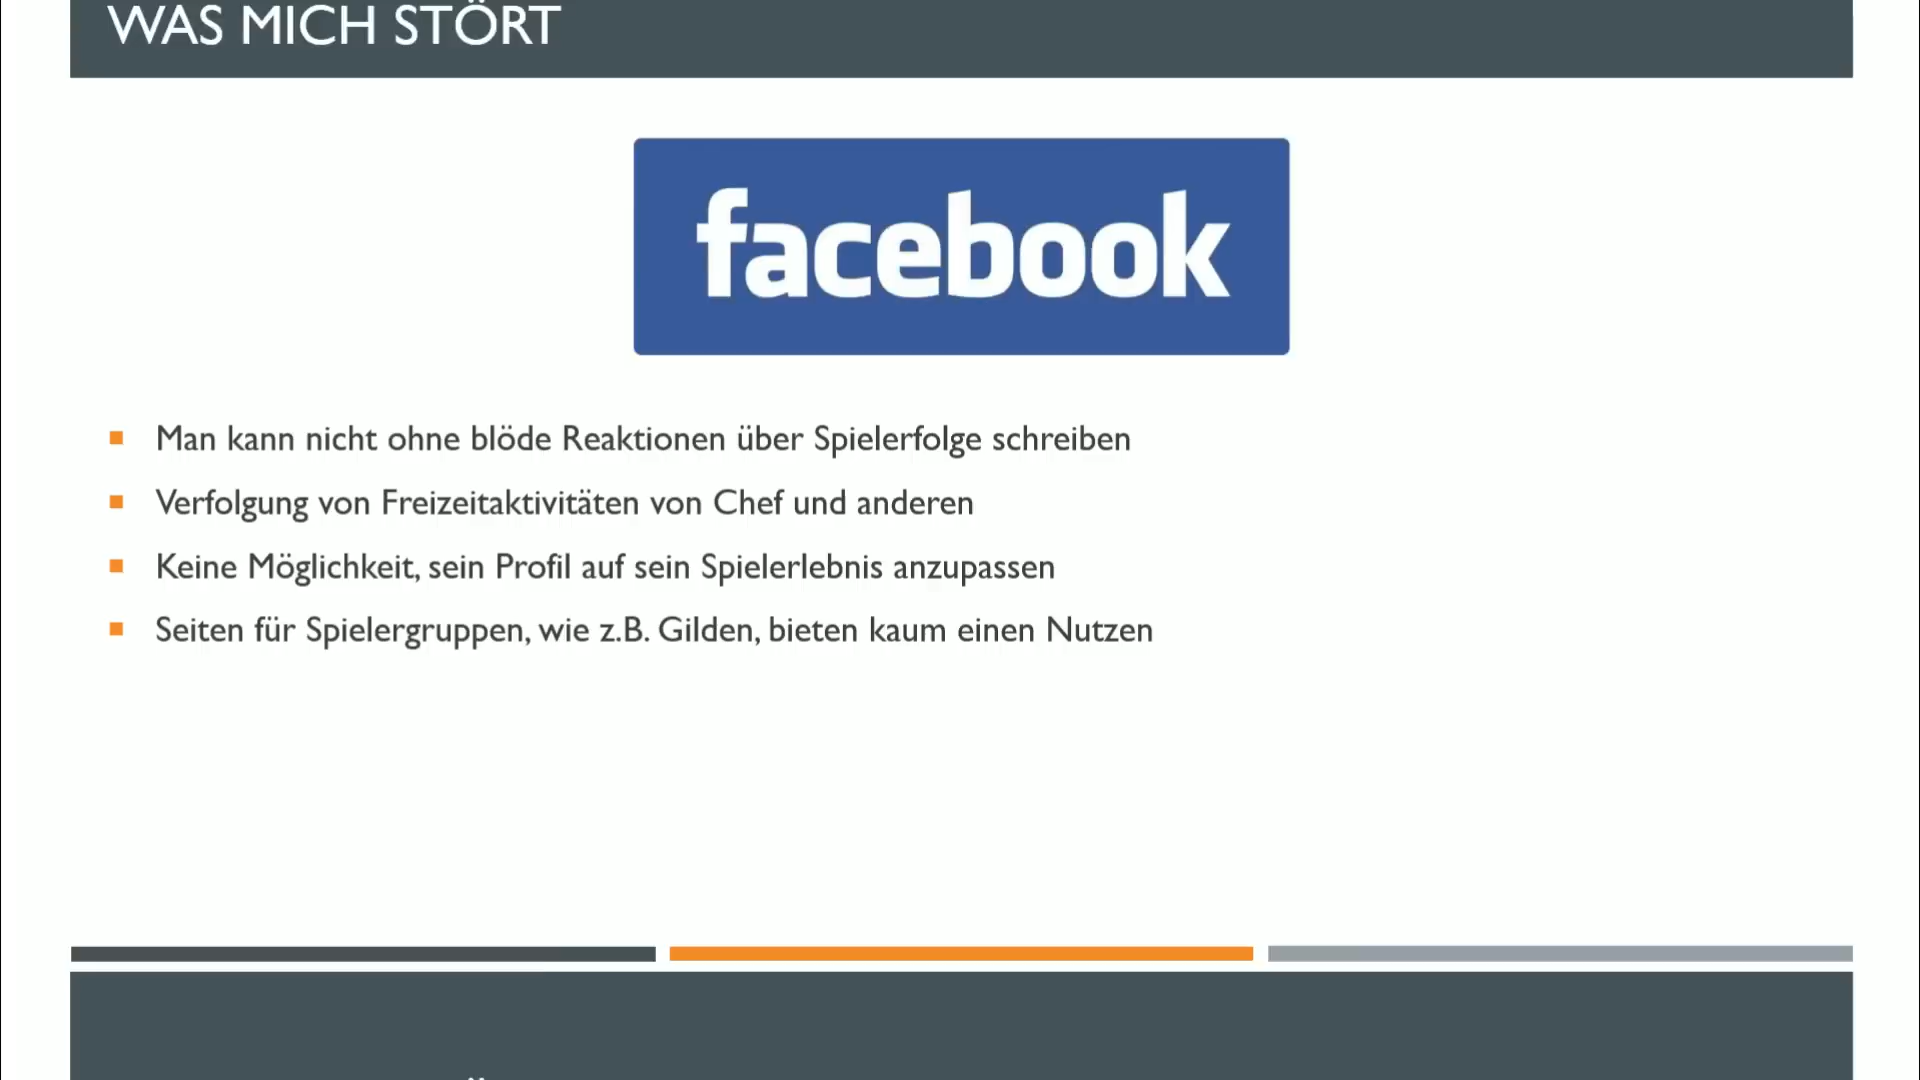 WAS MICH STÖRT
facebook
Man kann nicht ohne blöde Reaktionen über Spielerfolge schreiben
Verfolgung von Freizeitaktivitäten von Chef und anderen
Keine Möglichkeit, sein Profil auf sein Spielerlebnis anzupassen
Seiten für Spielergruppen, wie z.B. Gilden, bieten kaum einen Nutzen